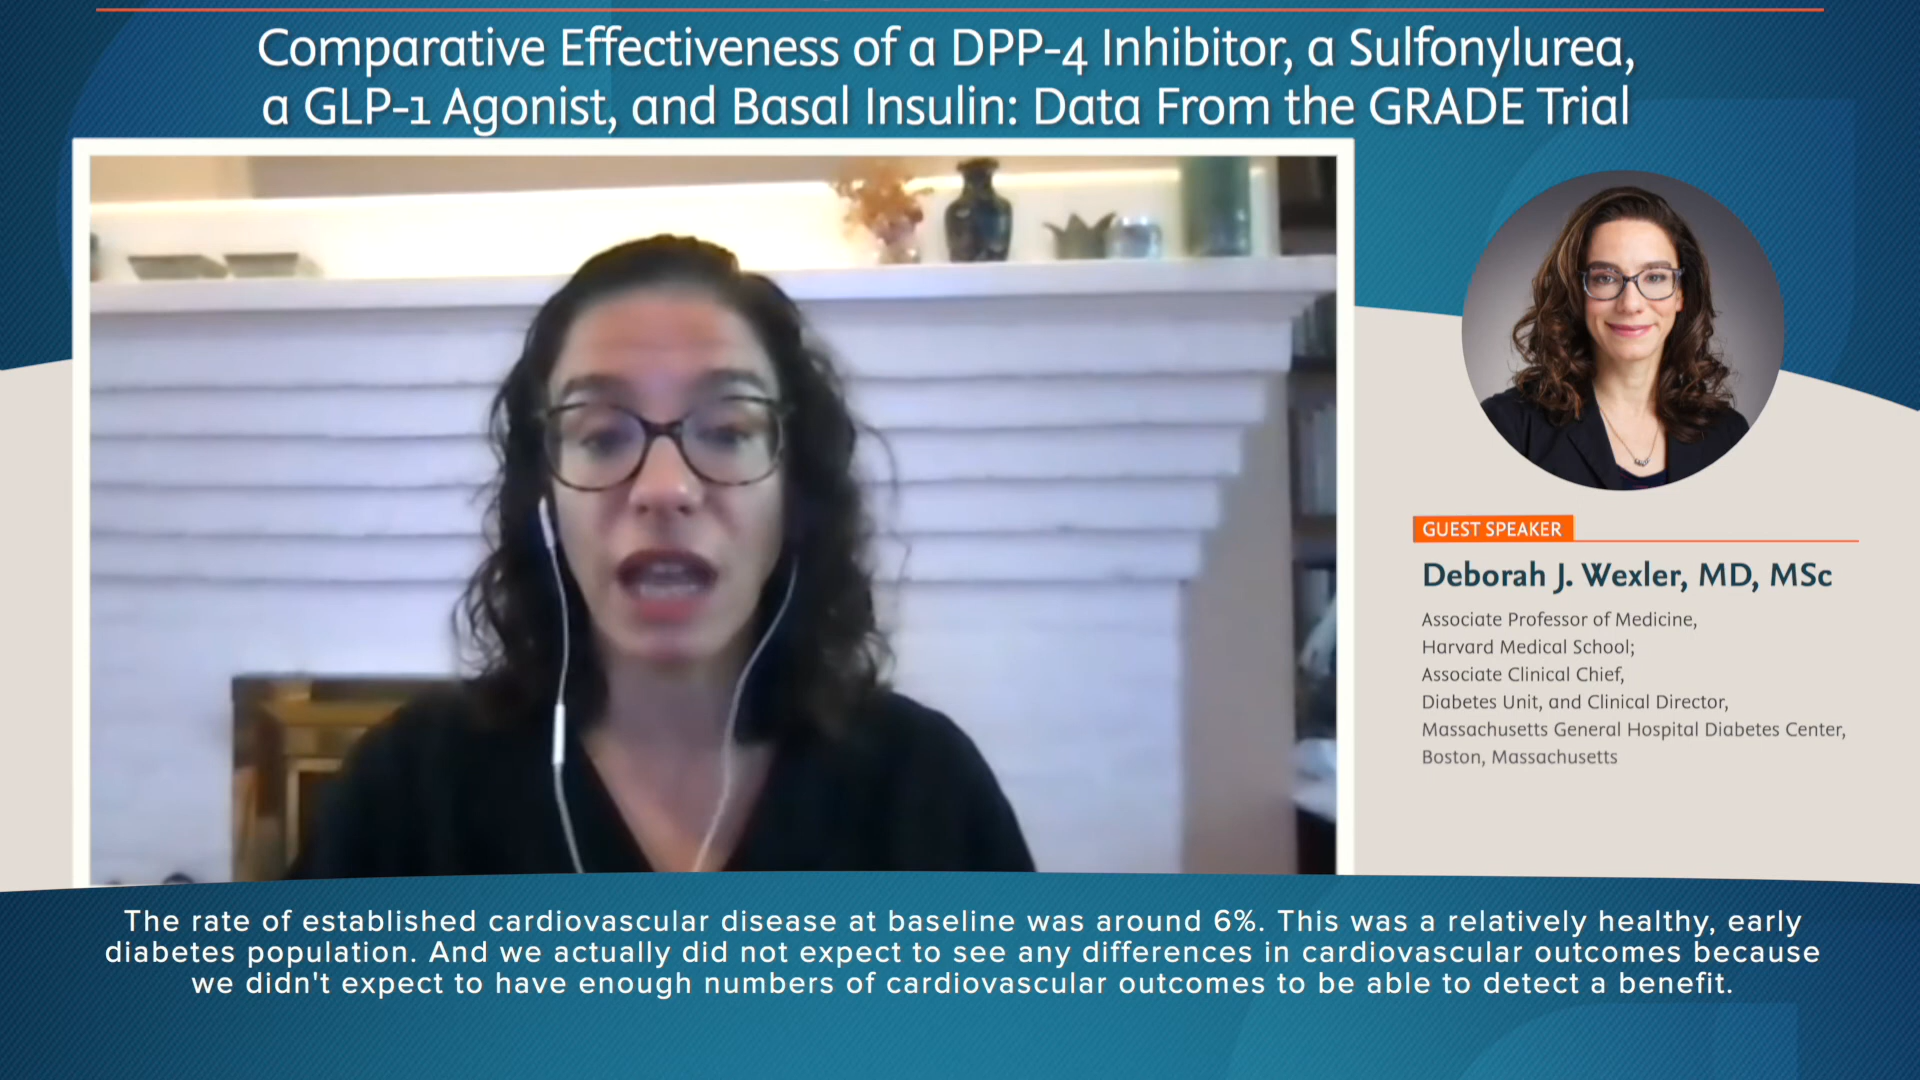 Comparative Effectiveness of a DPP-4 Inhibitor, a Sulfonylurea,
a GLP-1 Agonist, and Basal Insulin: Data From the GRADE Trial
GUEST SPEAKER
Deborah J. Wexler, MD, MSc
Associate Professor of Medicine,
Harvard Medical School;
Associate Clinical Chief,
Diabetes Unit, and Clinical Director,
Massachusetts General Hospital Diabetes Center,
Boston, Massachusetts
The rate of established cardiovascular disease at baseline was around 6%. This was a relatively healthy, early
diabetes population. And we actually did not expect to see any differences in cardiovascular outcomes because
we didn't expect to have enough numbers of cardiovascular outcomes to be able to detect a benefit.